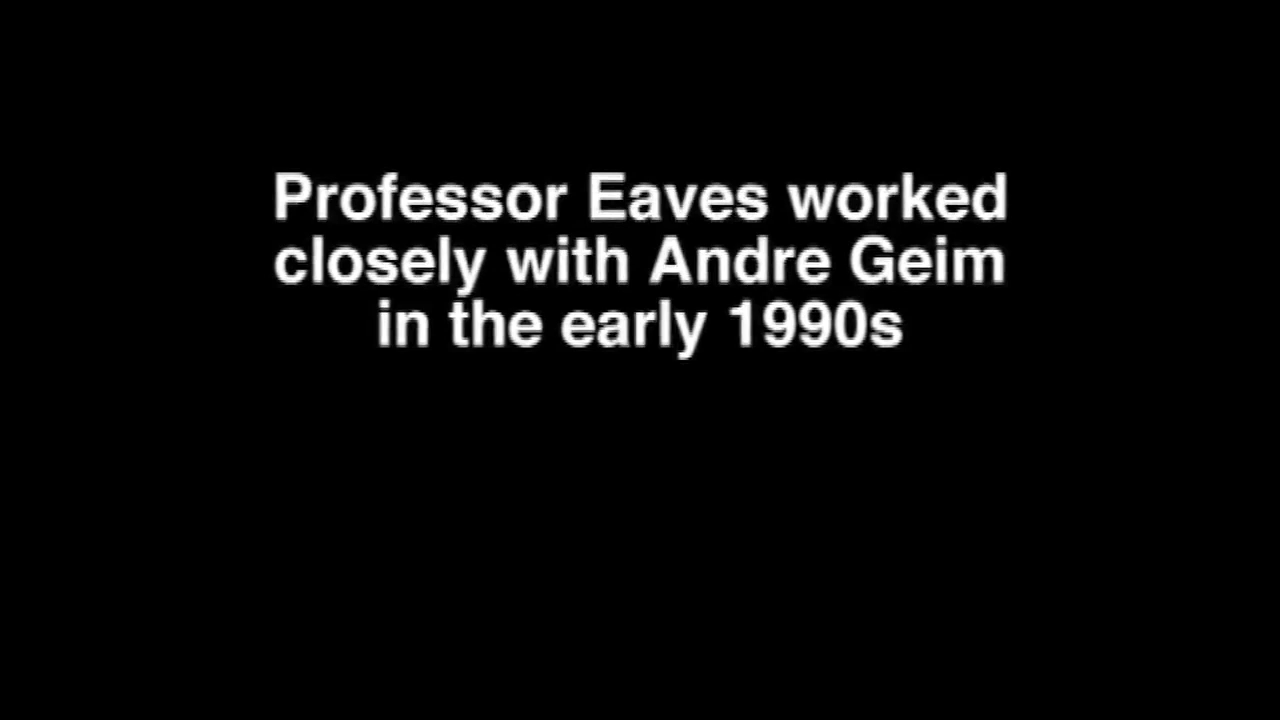 Professor Eaves worked
closely with Andre Geim
in the early 1990s